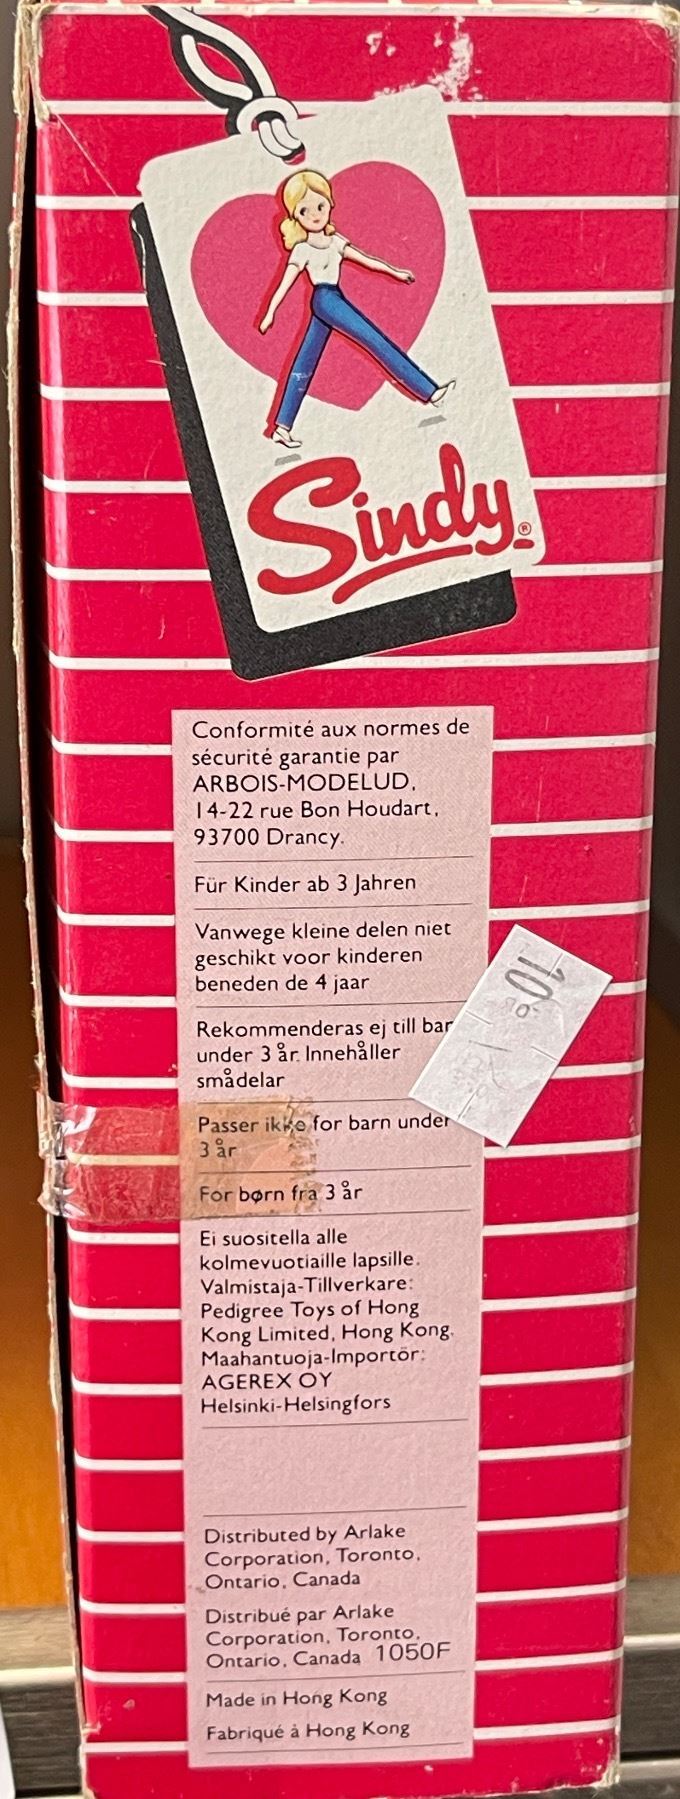 Sindy®
Conformité aux normes de
sécurité garantie par
ARBOIS-MODELUD,
14-22 rue Bon Houdart,
93700 Drancy.
Für Kinder ab 3 Jahren
Vanwege kleine delen niet
geschikt voor kinderen
beneden de 4 jaar
Rekommenderas ej till bar
under 3 år. Innehåller
smådelar
Passer ikke for barn under
3 år
For børn fra 3 år
Ei suositella alle
kolmevuotiaille lapsille.
Valmistaja-Tillverkare:
Pedigree Toys of Hong
Kong Limited, Hong Kong.
Maahantuoja-Importör:
AGEREX OY
Helsinki-Helsingfors
Distributed by Arlake
Corporation, Toronto,
Ontario, Canada
Distribué par Arlake
Corporation, Toronto,
Ontario, Canada 1050F
Made in Hong Kong
Fabriqué à Hong Kong